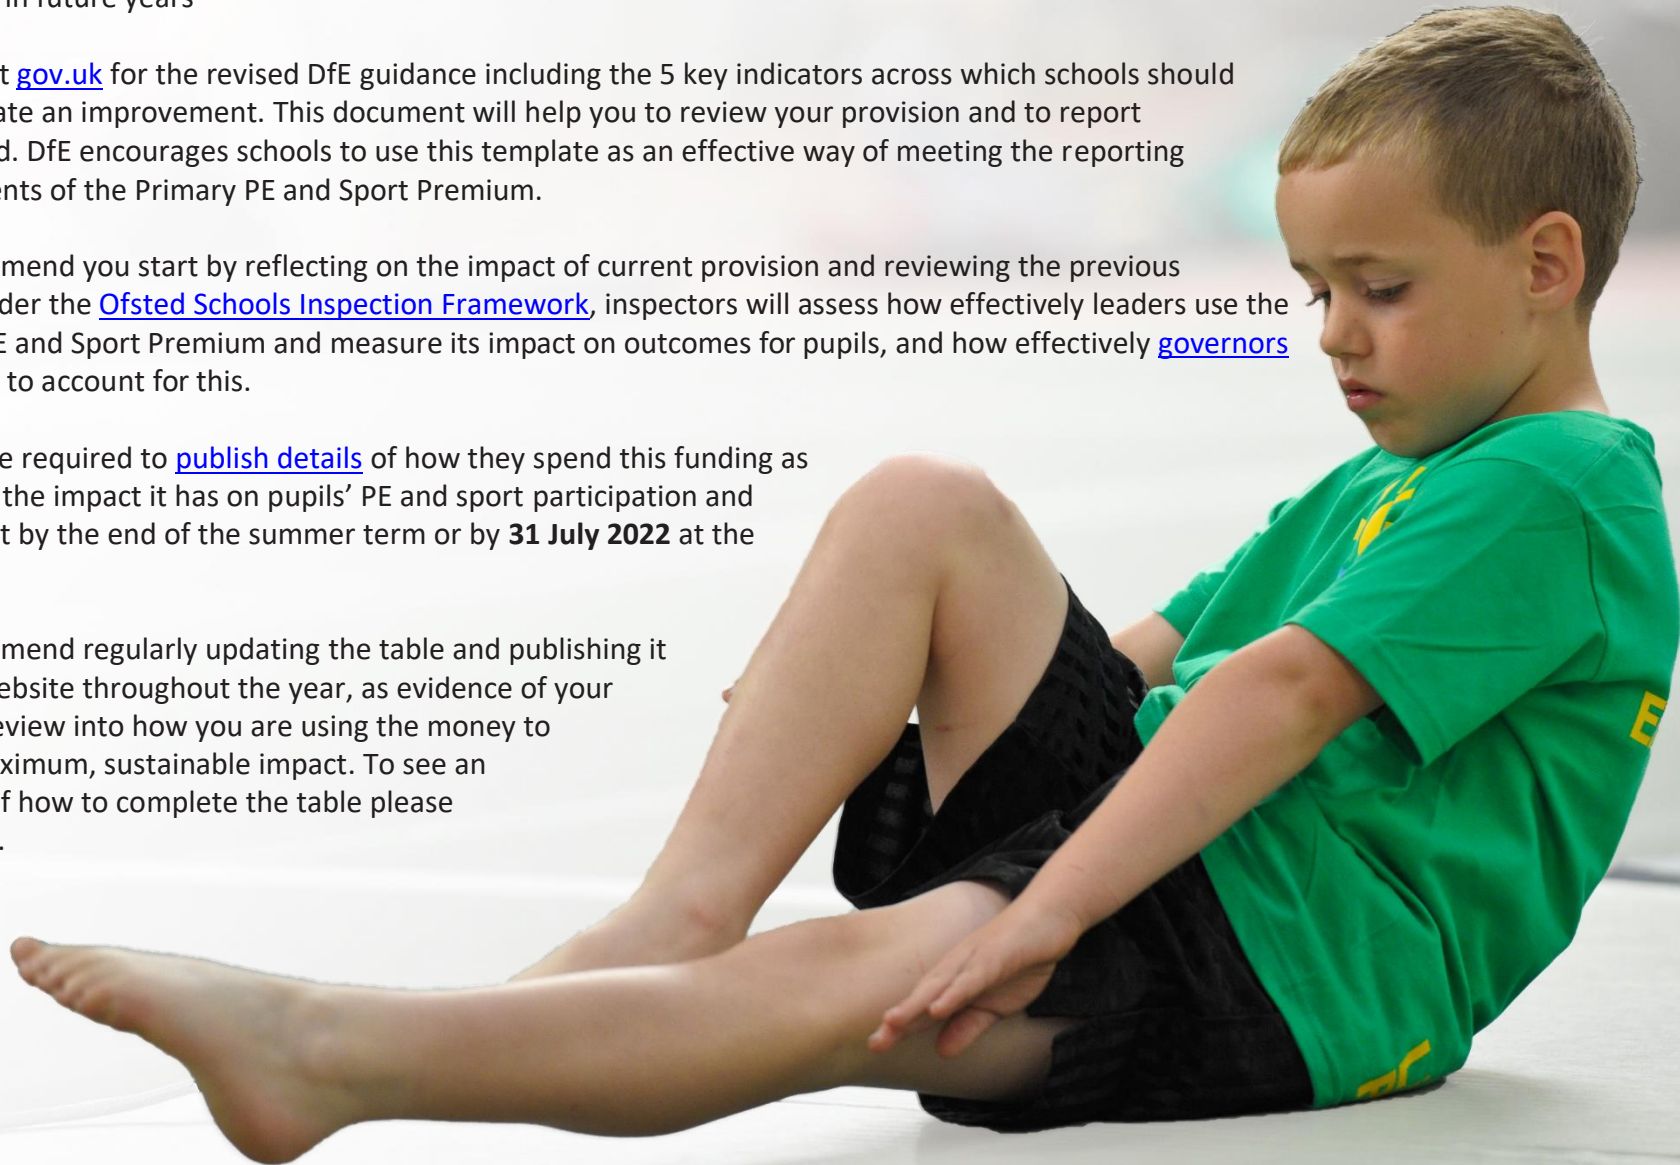 in future years
t gov.uk for the revised DfE guidance including the 5 key indicators across which schools should
ate an improvement. This document will help you to review your provision and to report
d. DfE encourages schools to use this template as an effective way of meeting the reporting
ents of the Primary PE and Sport Premium.
mend you start by reflecting on the impact of current provision and reviewing the previous
der the Ofsted Schools Inspection Framework, inspectors will assess how effectively leaders use the
E and Sport Premium and measure its impact on outcomes for pupils, and how effectively governors
to account for this.
e required to publish details of how they spend this funding as
the impact it has on pupils’ PE and sport participation and
t by the end of the summer term or by 31 July 2022 at the
mend regularly updating the table and publishing it
ebsite throughout the year, as evidence of your
eview into how you are using the money to
ximum, sustainable impact. To see an
f how to complete the table please
.